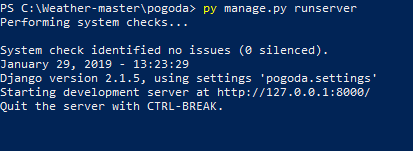 PS C:\Weather-master\pogoda> py manage.py runserver
Performing system checks...
System check identified no issues (0 silenced).
January 29, 2019 - 13:23:29
Django version 2.1.5, using settings 'pogoda.settings'
Starting development server at http://127.0.0.1:8000/
Quit the server with CTRL-BREAK.